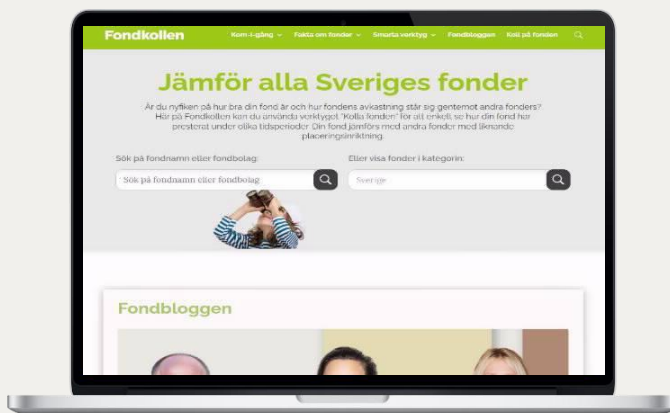 Fondkollen
Kom-i-gång Fakta om fonder Smarta verktyg Fondbloggen Koll på fonden
Jämför alla Sveriges fonder
Är du nyfiken på hur bra din fond är och hur fondens avkastning står sig gentemot andra fonders?
Här på Fondkollen kan du använda verktyget "Kolla fonden" för att enkelt se hur din fond har
presterat under olika tidsperioder. Din fond jämförs med andra fonder med liknande
placeringsinriktning.
Sök på fondnamn eller fondbolag:
Eller visa fonder i kategorin:
Sök på fondnamn eller fondbolag
Sverige
Fondbloggen